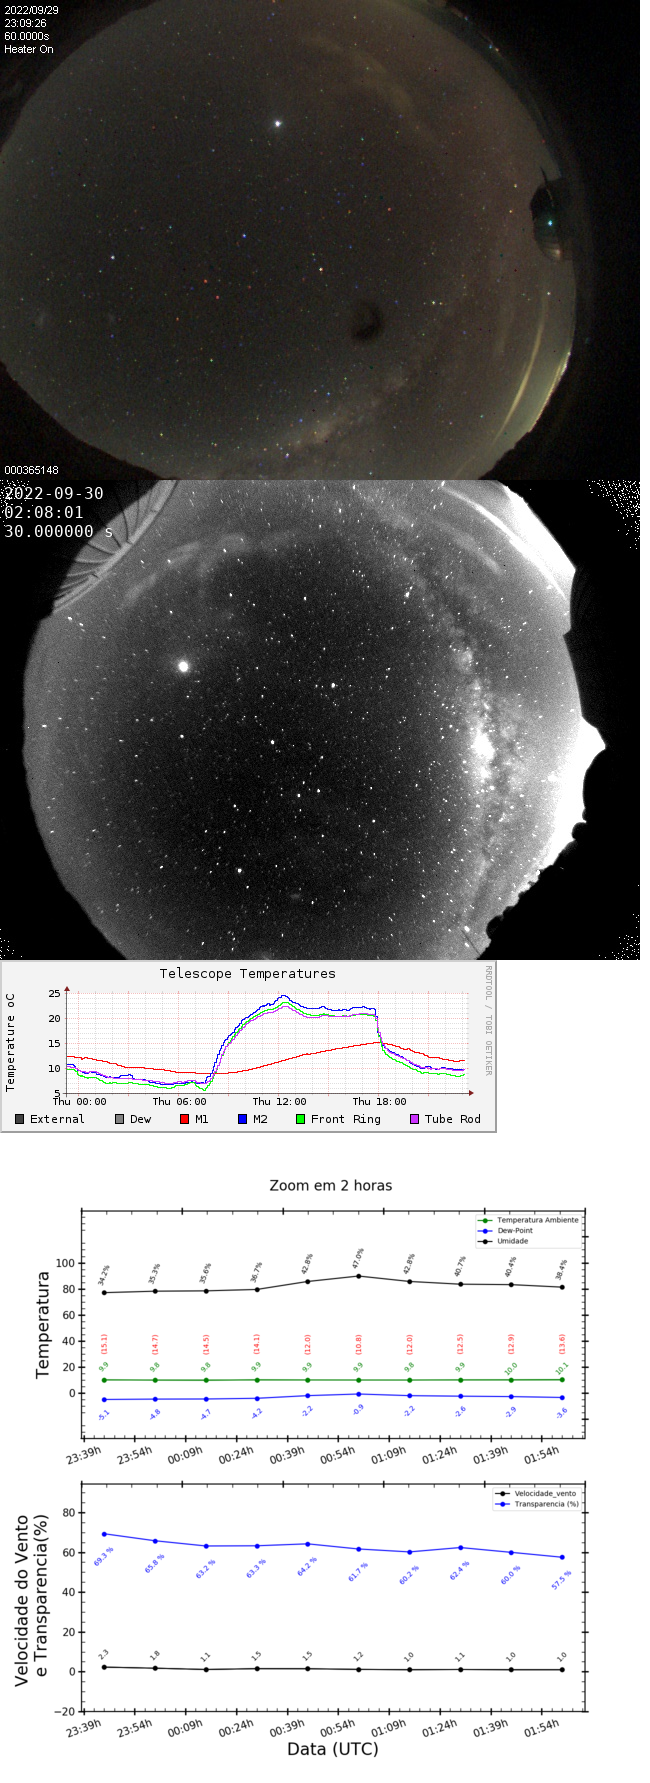 2022/09/29
23:09:26
60.0000s
Heater On
000365148
2022-09-30
02:08:01
30.000000 s
Telescope Temperatures
RRDTOOL / TOBI OETIKER
Temperature oC
25
20
15
10
5
Thu 00:00 Thu 06:00 Thu 12:00 Thu 18:00
External Dew M1 M2 Front Ring Tube Rod
Zoom em 2 horas
Temperatura Ambiente
Dew-Point
Umidade
Temperatura
100
80
60
40
20
0
34.2% 35.3% 35.6% 36.7% 42.8% 47.0% 42.8% 40.7% 40.4% 38.4%
(15.1) (14.7) (14.5) (14.1) (12.0) (10.8) (12.0) (12.5) (12.9) (13.6)
9.9 9.8 9.8 9.9 9.9 9.9 9.8 9.9 10.0 10.1
-5.1 -4.8 -4.7 -4.2 -2.2 -0.9 -2.2 -2.6 -2.9 -3.6
23:39h 23:54h 00:09h 00:24h 00:39h 00:54h 01:09h 01:24h 01:39h 01:54h
Velocidade_vento
Transparencia (%)
Velocidade do Vento
e Transparencia(%)
80
60
40
20
0
−20
69.3 % 65.8 % 63.2 % 63.3 % 64.2 % 61.7 % 60.2 % 62.4 % 60.0 % 57.5 %
2.3 1.8 1.1 1.5 1.5 1.2 1.0 1.1 1.0 1.0
23:39h 23:54h 00:09h 00:24h 00:39h 00:54h 01:09h 01:24h 01:39h 01:54h
Data (UTC)